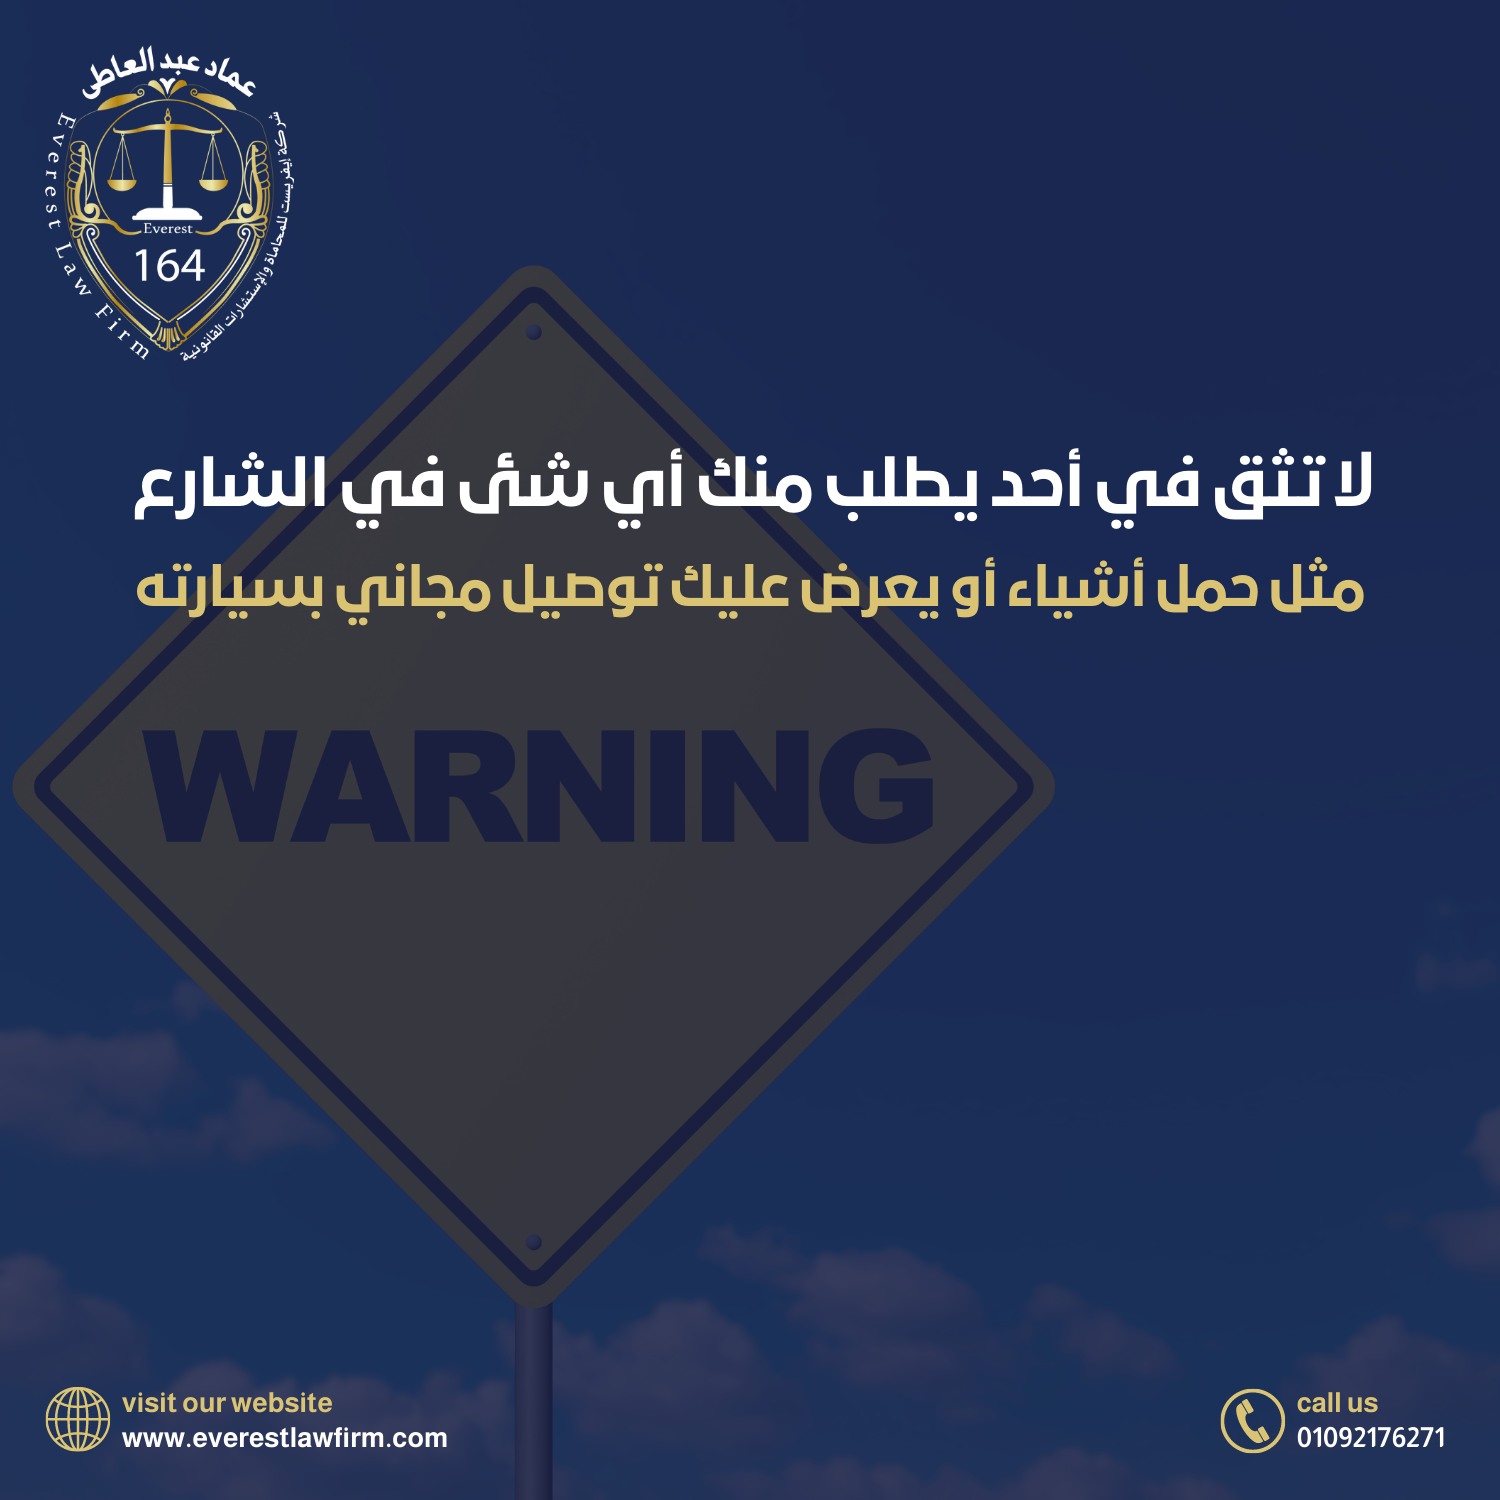 عماد عبد العاطى
Everest Law Firm
شركة إيفريست للمحاماة والإستشارات القانونية
Everest
164
لا تثق في أحد يطلب منك أي شئ في الشارع
مثل حمل أشياء أو يعرض عليك توصيل مجاني بسيارته
WARNING
visit our website
www.everestlawfirm.com
call us
01092176271